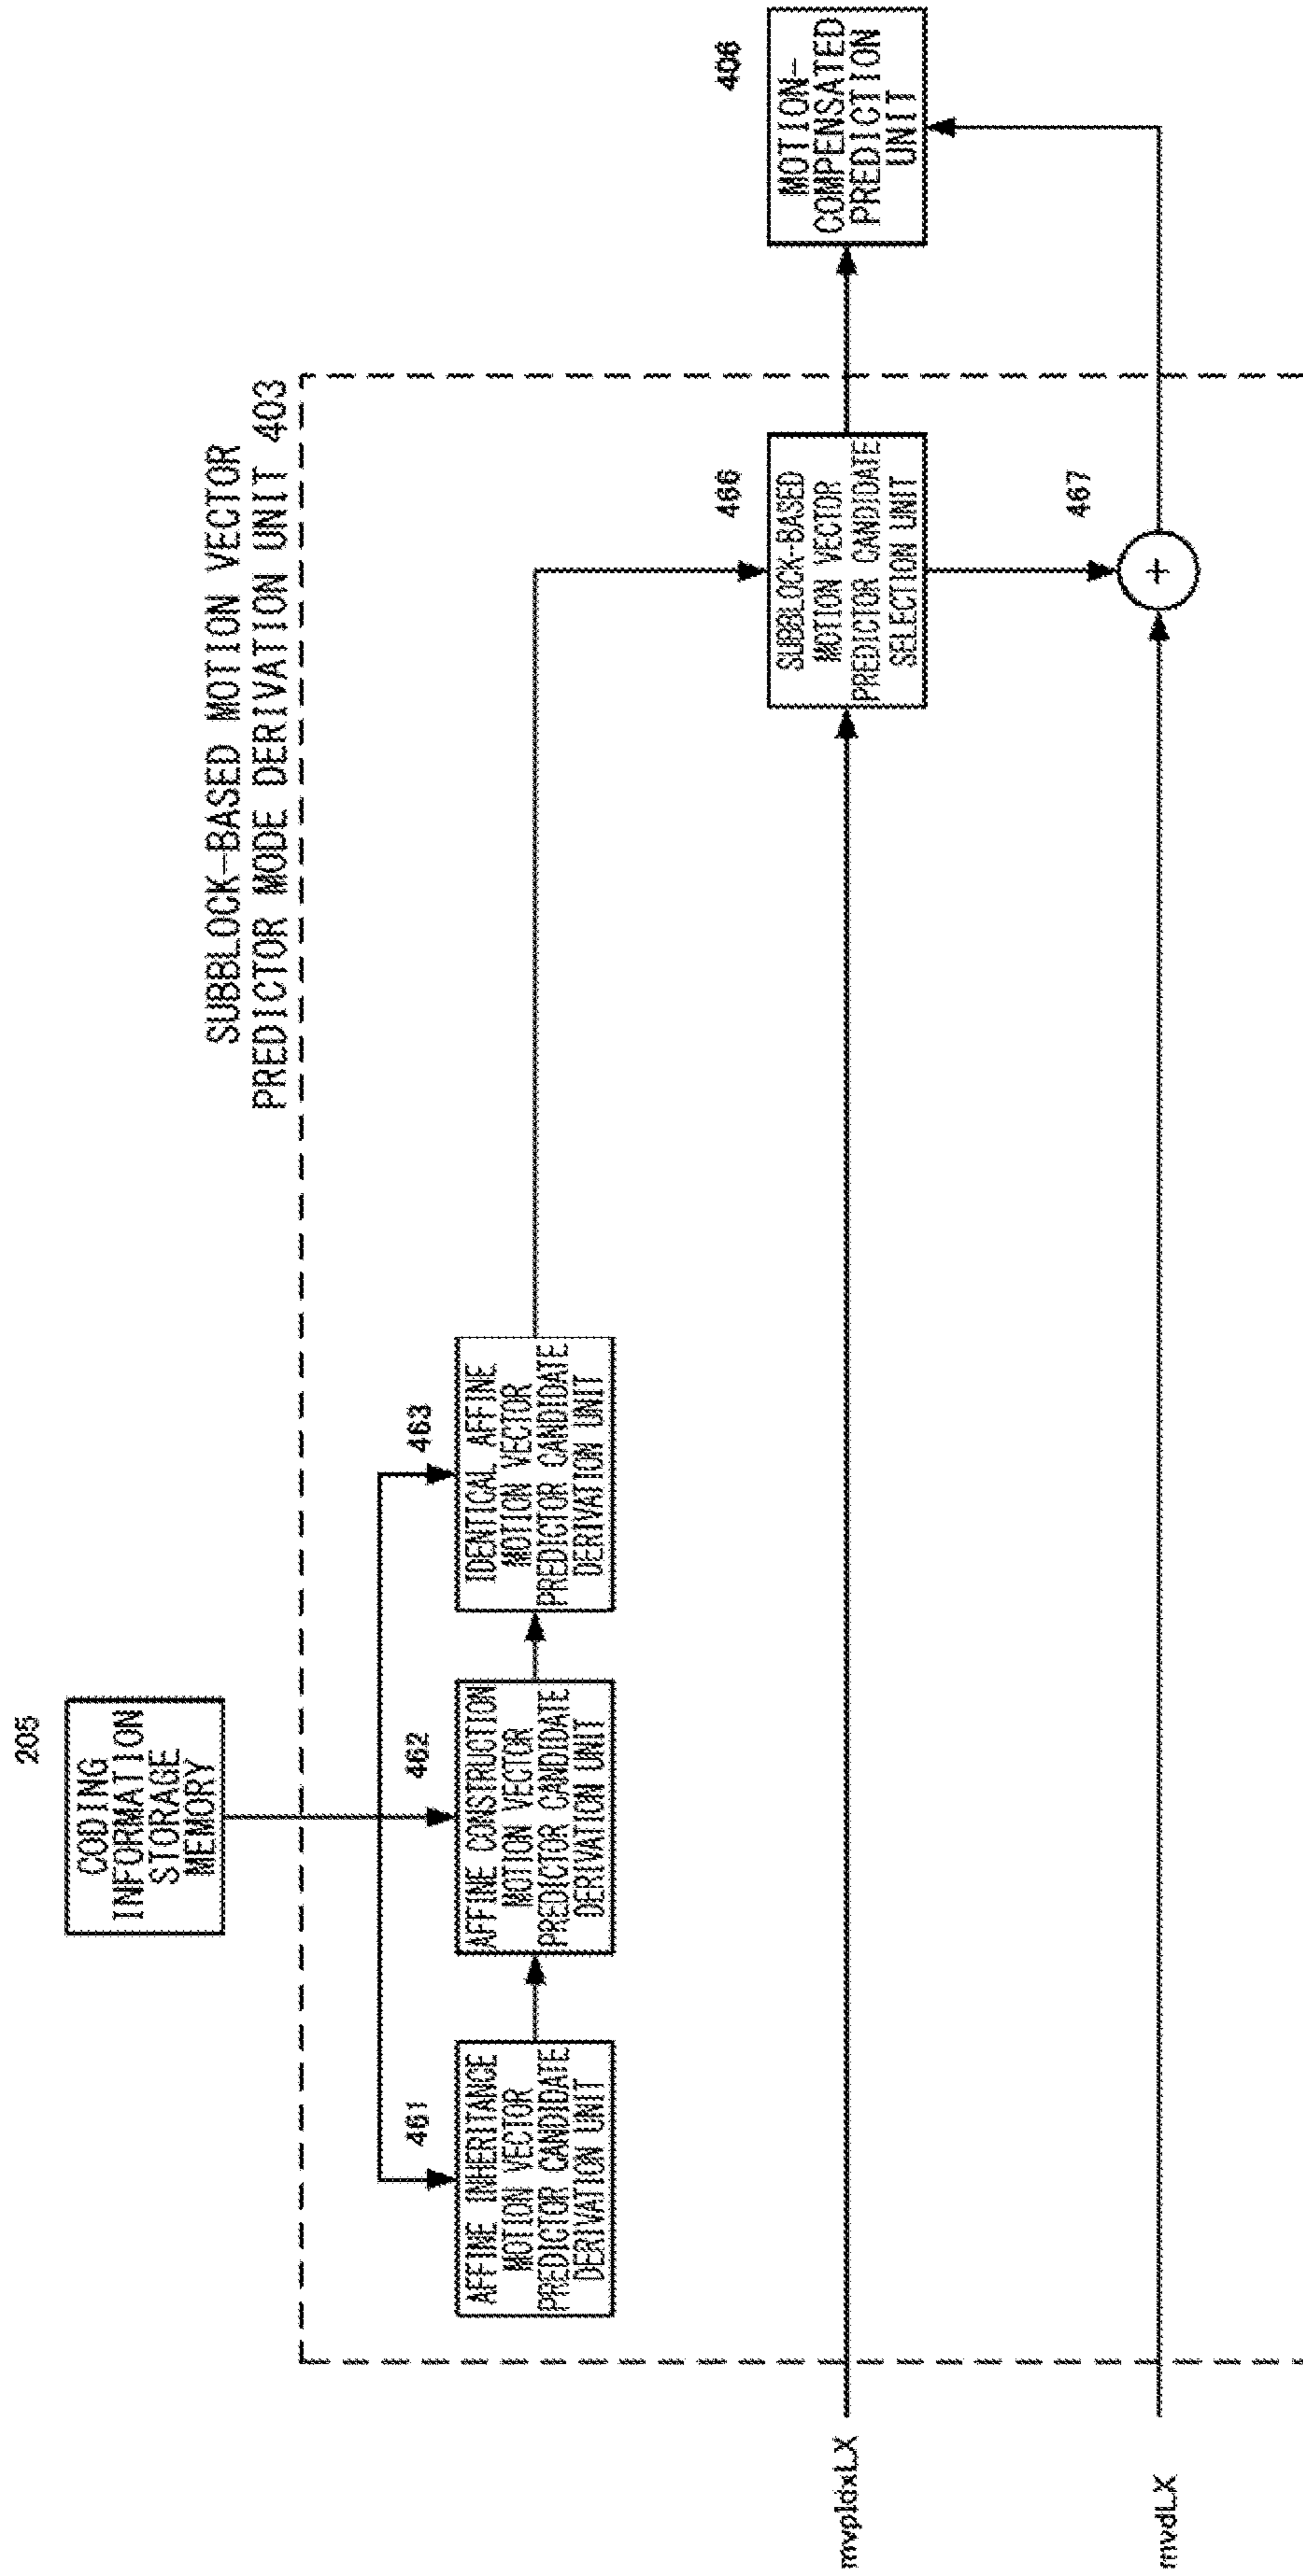 205
CODING
INFORMATION
STORAGE
MEMORY
SUBBLOCK-BASED MOTION VECTOR
PREDICTOR MODE DERIVATION UNIT 403
461
AFFINE INHERITANCE
MOTION VECTOR
PREDICTOR CANDIDATE
DERIVATION UNIT
462
AFFINE CONSTRUCTION
MOTION VECTOR
PREDICTOR CANDIDATE
DERIVATION UNIT
463
IDENTICAL AFFINE
MOTION VECTOR
PREDICTOR CANDIDATE
DERIVATION UNIT
mvpIdxLX
466
SUBBLOCK-BASED
MOTION VECTOR
PREDICTOR CANDIDATE
SELECTION UNIT
406
MOTION-
COMPENSATED
PREDICTION
UNIT
mvdLX
467
+